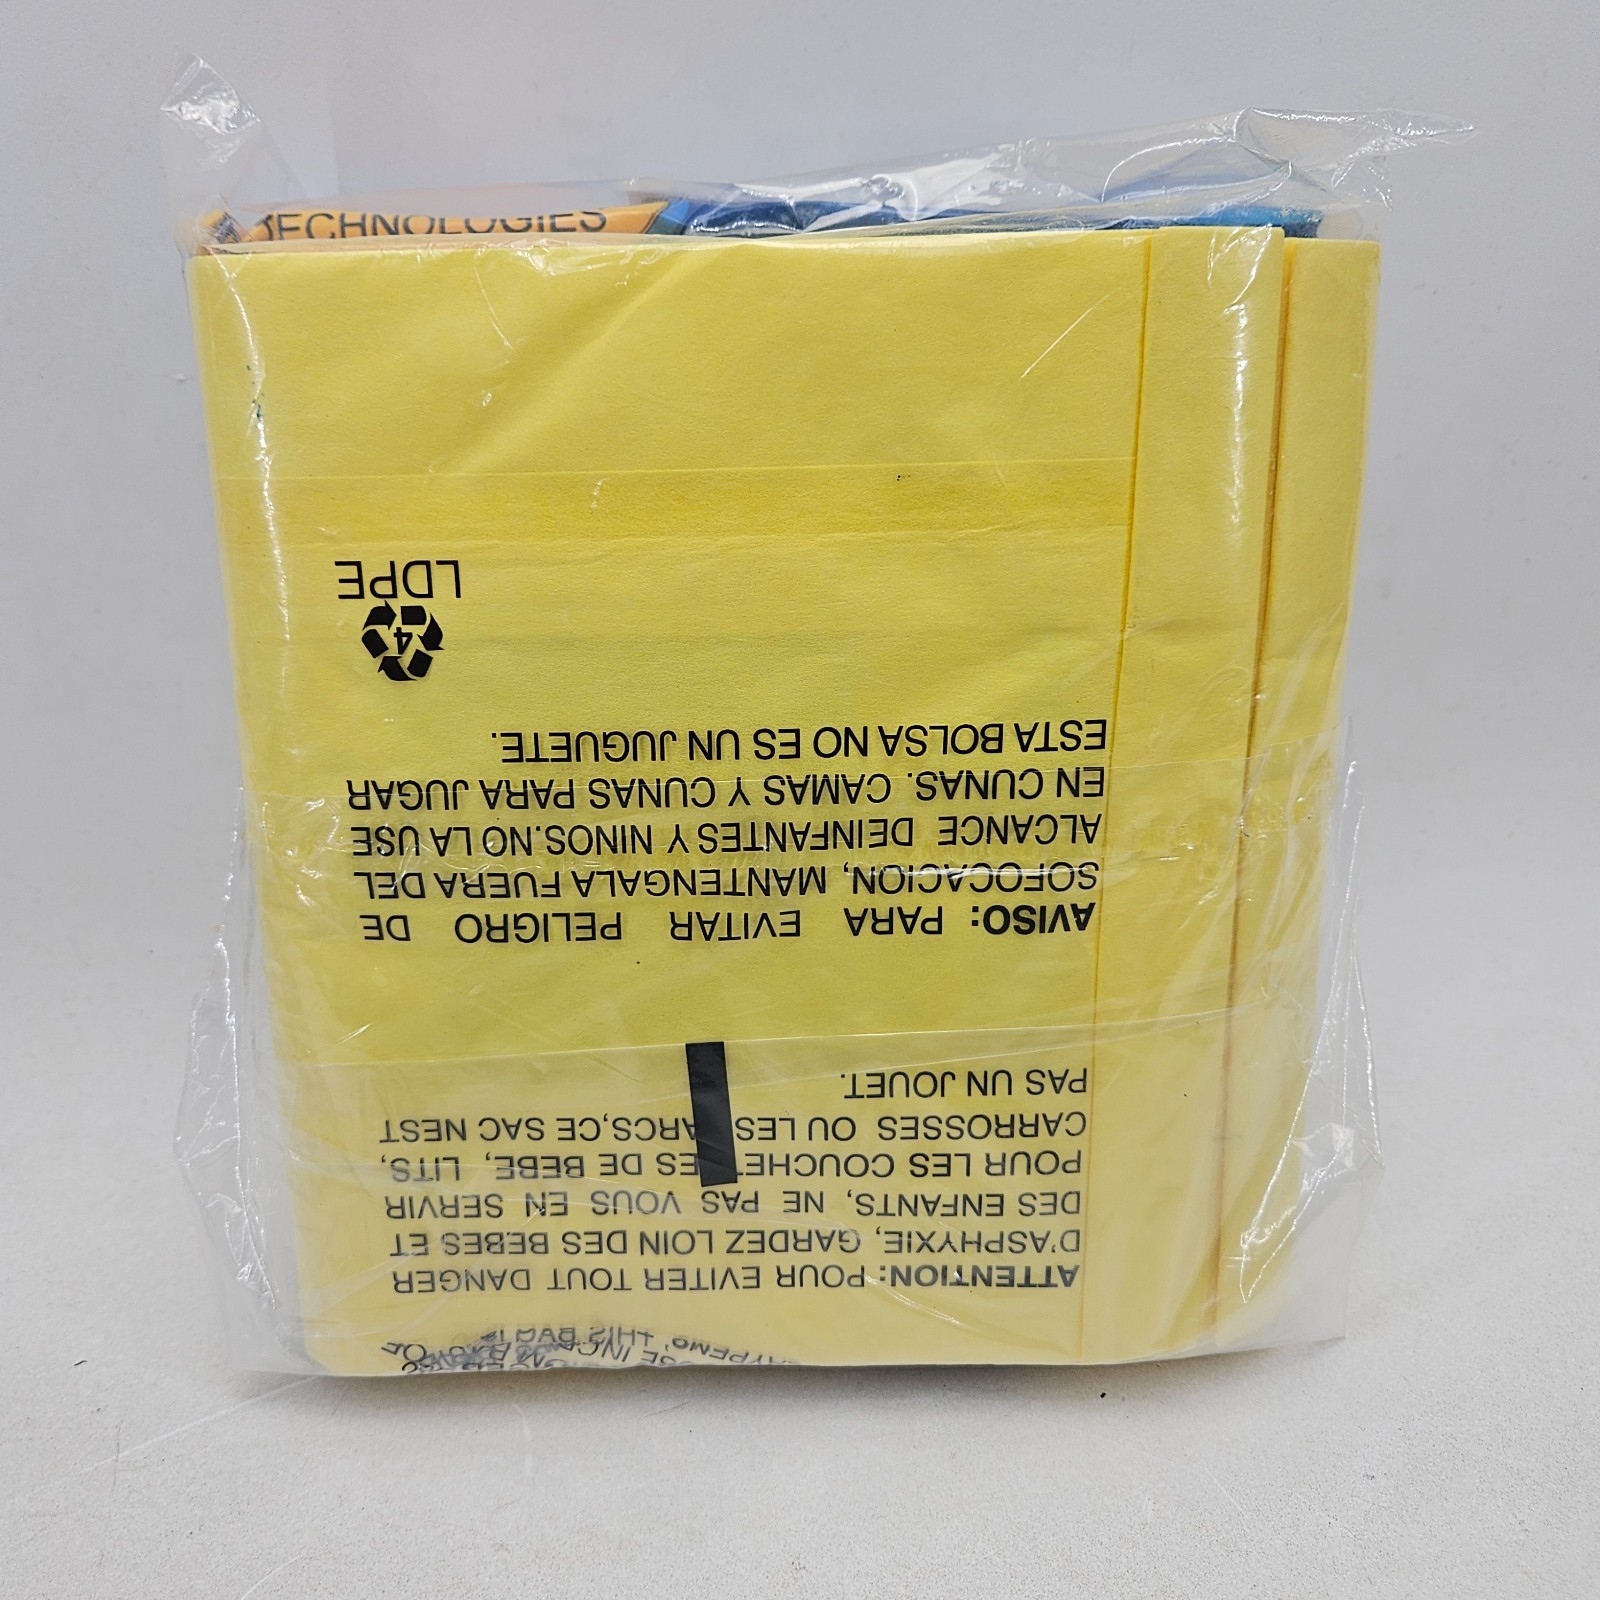 TECHNOLOGIES
THIS BAG
ATTENTION: POUR EVITER TOUT DANGER
D'ASPHYXIE, GARDEZ LOIN DES BEBES ET
DES ENFANTS, NE PAS VOUS EN SERVIR
POUR LES COUCHETTES DE BEBE, LITS,
CARROSSES OU LES PARCS,CE SAC NEST
PAS UN JOUET.
AVISO: PARA EVITAR PELIGRO DE
SOFOCACION, MANTENGALA FUERA DEL
ALCANCE DEINFANTES Y NINOS.NO LA USE
EN CUNAS. CAMAS Y CUNAS PARA JUGAR
ESTA BOLSA NO ES UN JUGUETE.
4
LDPE